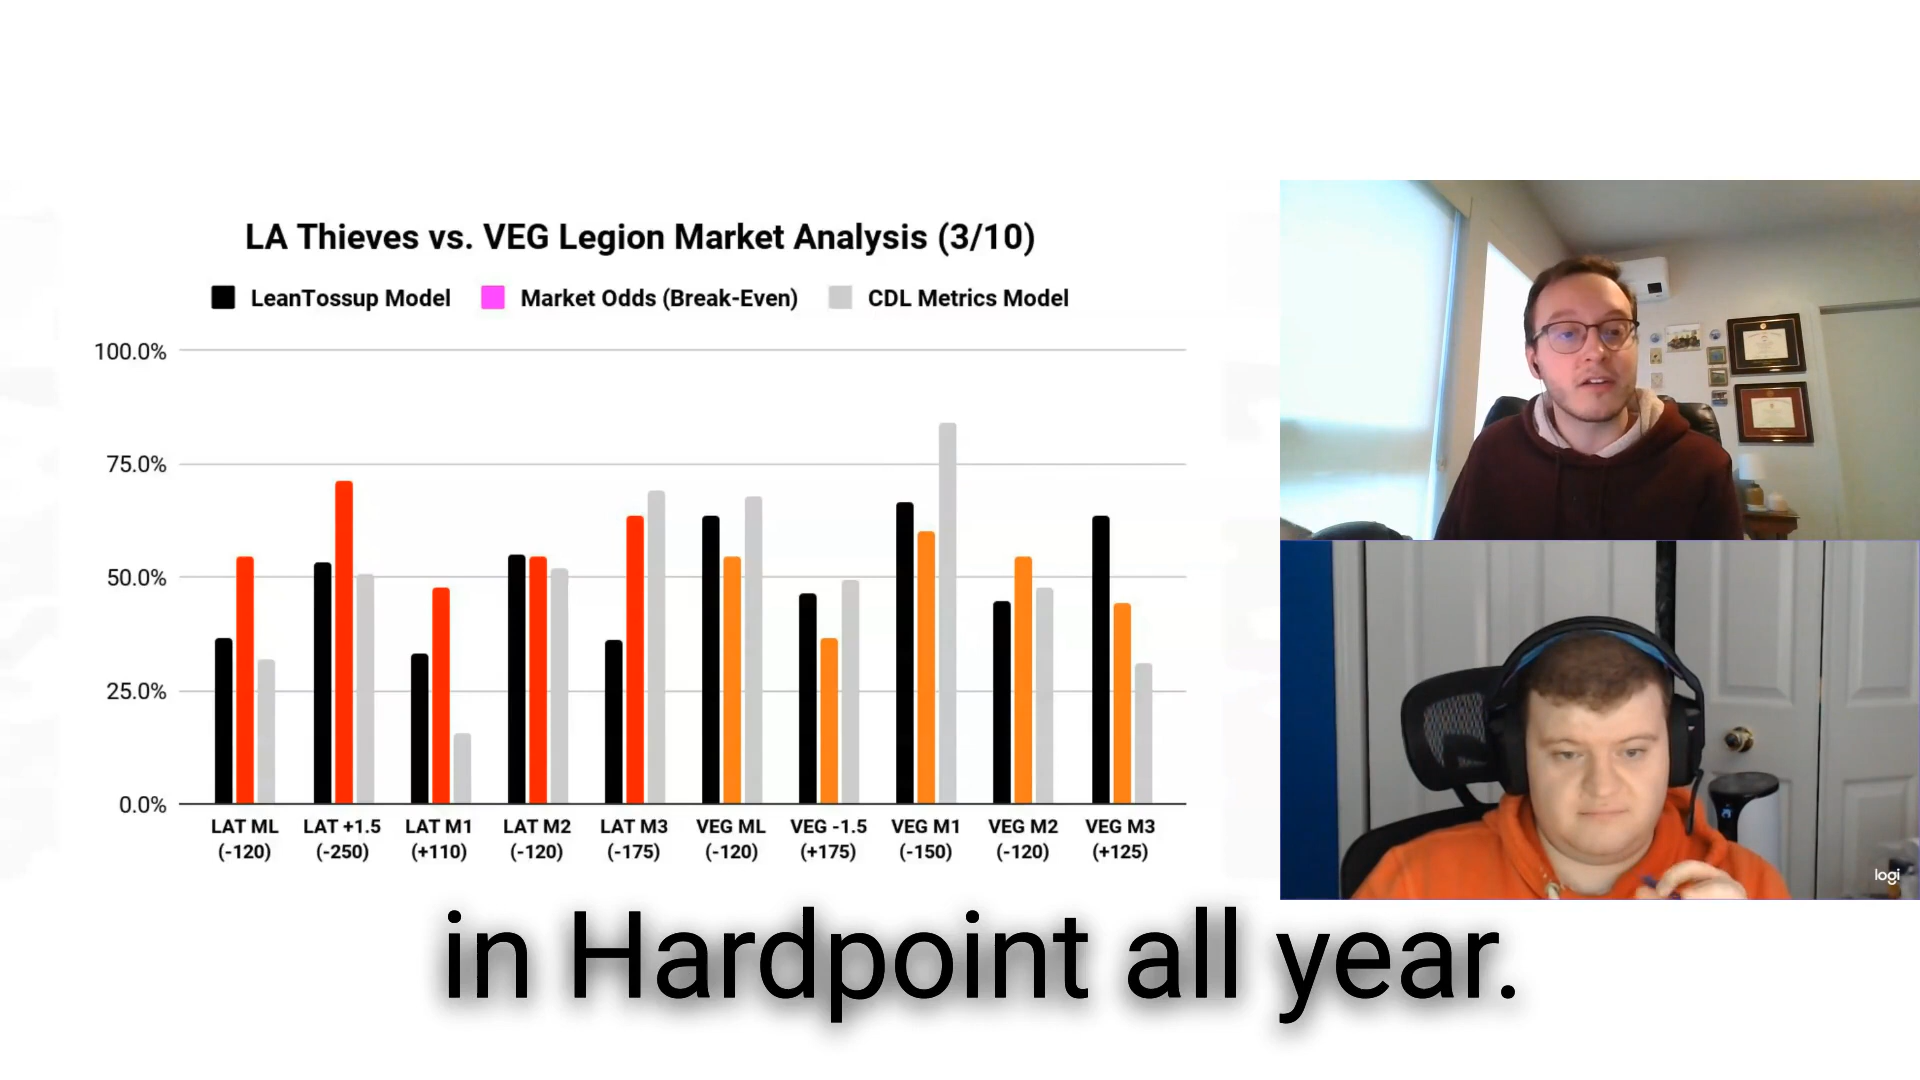 LA Thieves vs. VEG Legion Market Analysis (3/10)
LeanTossup Model Market Odds (Break-Even) CDL Metrics Model
100.0%
75.0%
50.0%
25.0%
0.0%
LAT ML LAT +1.5 LAT M1 LAT M2 LAT M3 VEG ML VEG -1.5 VEG M1 VEG M2 VEG M3
(-120) (-250) (+110) (-120) (-175) (-120) (+175) (-150) (-120) (+125)
logi
in Hardpoint all year.